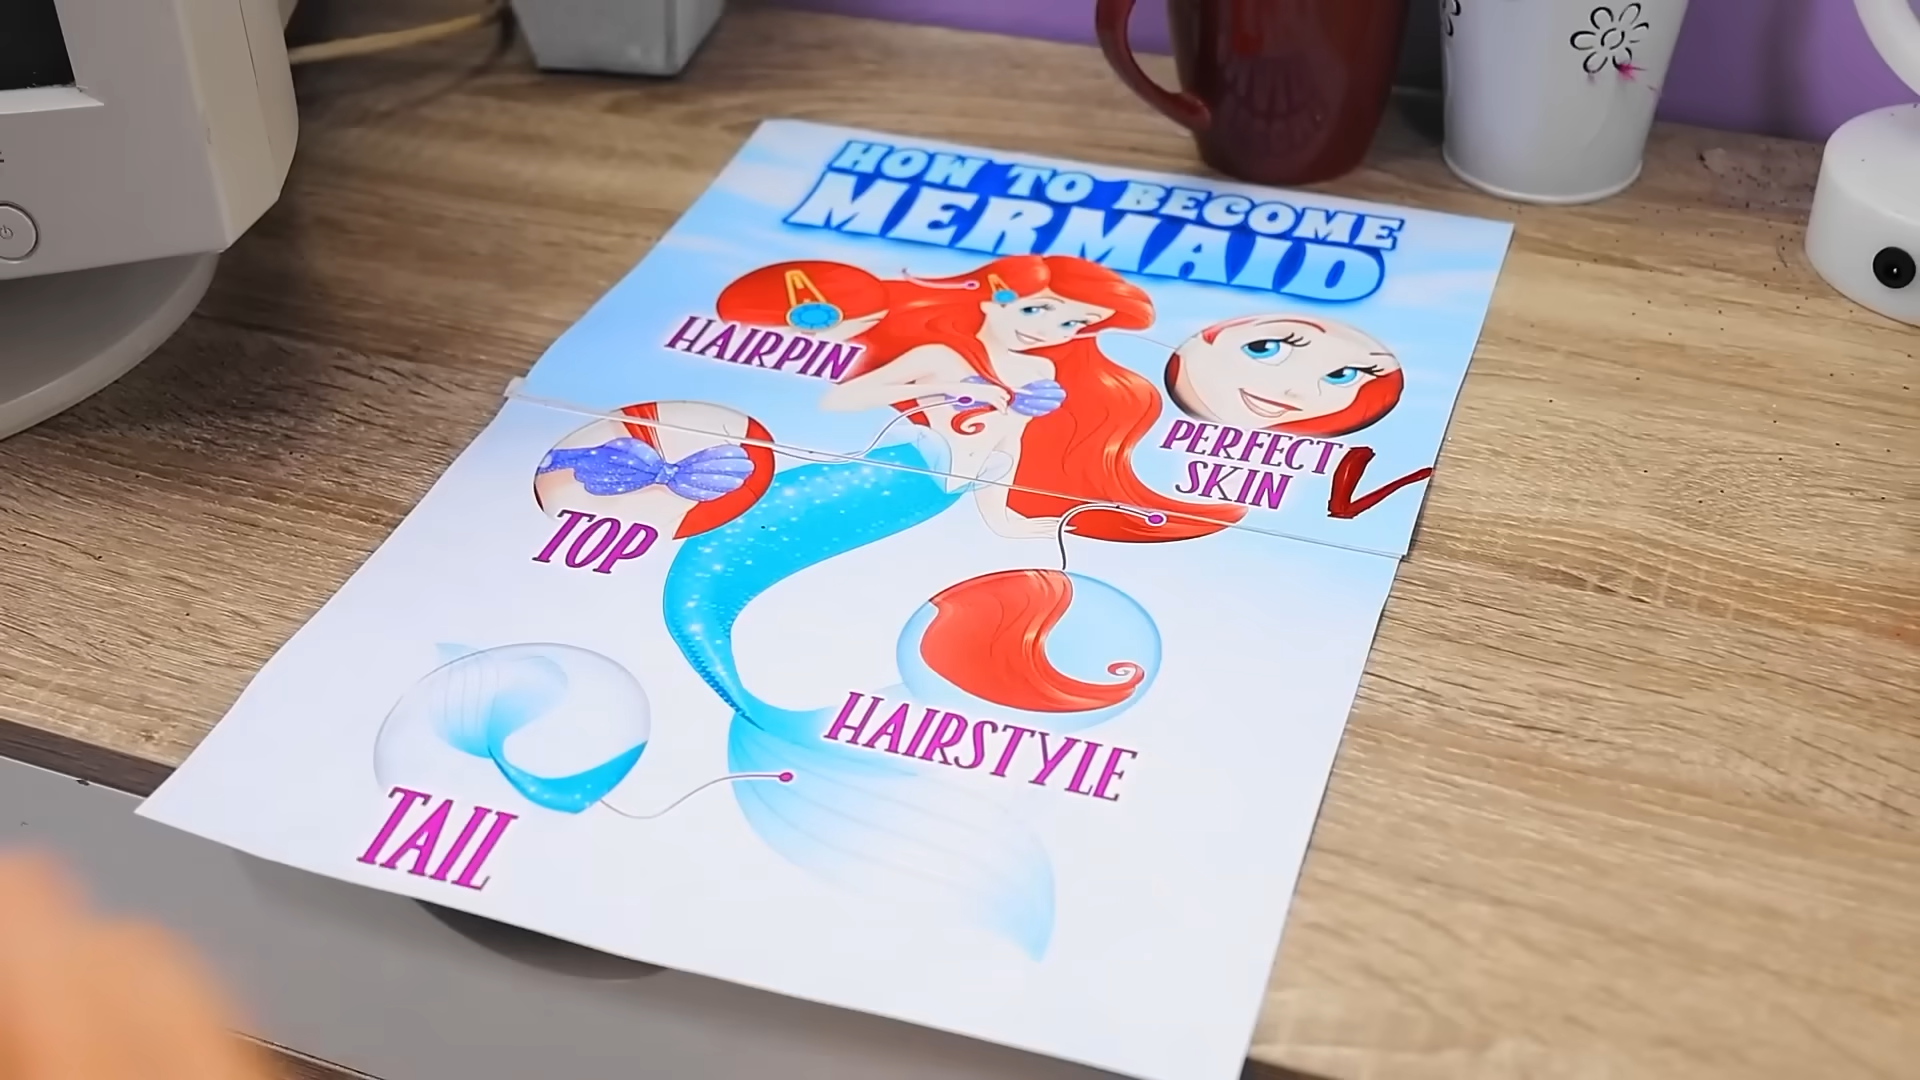 HOW TO BECOME
MERMAID
HAIRPIN
PERFECT
SKIN
TOP
HAIRSTYLE
TAIL